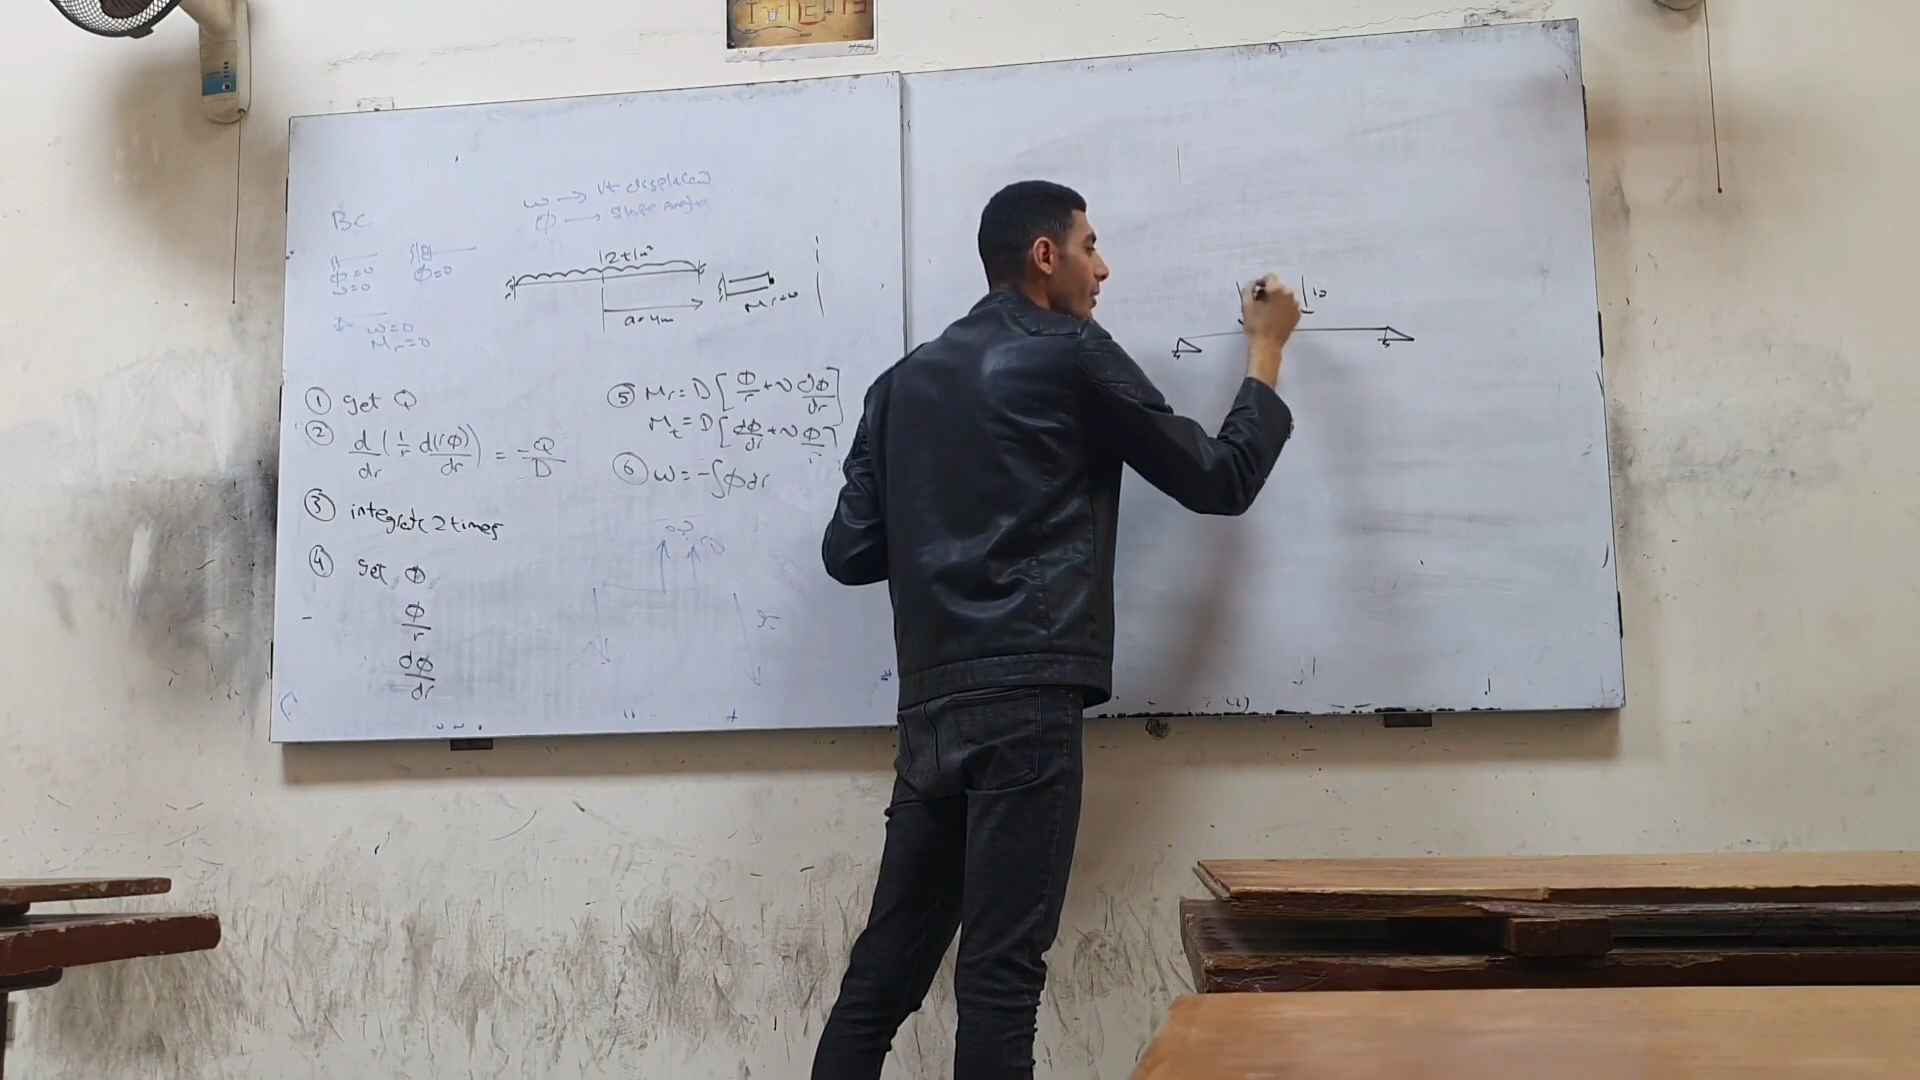 BC
φ=0
w=0
φ=0
w=0
Mr=0
w → Vt displaced
φ → Slope Angle
12 t/m²
a=4m
Mr=0
① get Q
② d/dr (1/r d(rφ)/dr) = -Q/D
③ integrate 2 times
④ get φ
φ/r
dφ/dr
⑤ Mr = D[φ/r + ν dφ/dr]
Mt = D[dφ/dr + ν φ/r]
⑥ w = -∫φdr
10